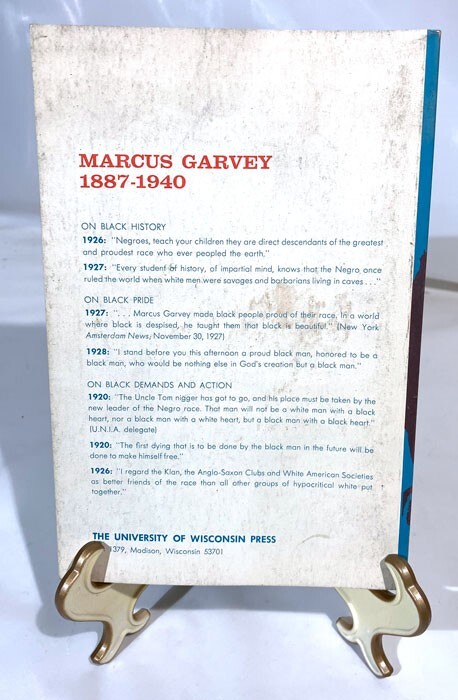 MARCUS GARVEY
1887-1940
ON BLACK HISTORY
1926: "Negroes, teach your children they are direct descendants of the greatest
and proudest race who ever peopled the earth."
1927: "Every student of history, of impartial mind, knows that the Negro once
ruled the world when white men were savages and barbarians living in caves . . ."
ON BLACK PRIDE
1927: ". . . Marcus Garvey made black people proud of their race. In a world
where black is despised, he taught them that black is beautiful." (New York
Amsterdam News, November 30, 1927)
1928: "I stand before you this afternoon a proud black man, honored to be a
black man, who would be nothing else in God's creation but a black man."
ON BLACK DEMANDS AND ACTION
1920: "The Uncle Tom nigger has got to go, and his place must be taken by the
new leader of the Negro race. That man will not be a white man with a black
heart, nor a black man with a white heart, but a black man with a black heart."
(U.N.I.A. delegate)
1920: "The first dying that is to be done by the black man in the future will be
done to make himself free."
1926: "I regard the Klan, the Anglo-Saxon Clubs and White American Societies
as better friends of the race than all other groups of hypocritical white put
together."
THE UNIVERSITY OF WISCONSIN PRESS
1379, Madison, Wisconsin 53701